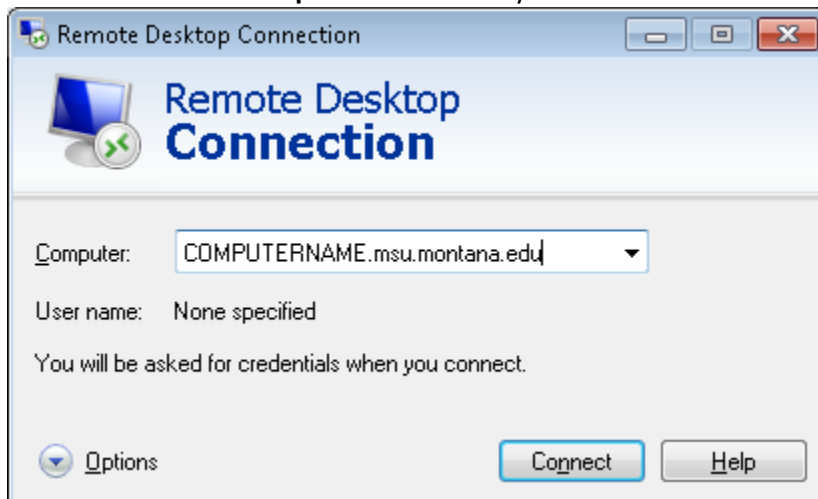 Remote Desktop Connection
Remote Desktop
Connection
Computer: COMPUTERNAME.msu.montana.edu
User name: None specified
You will be asked for credentials when you connect.
Options Connect Help